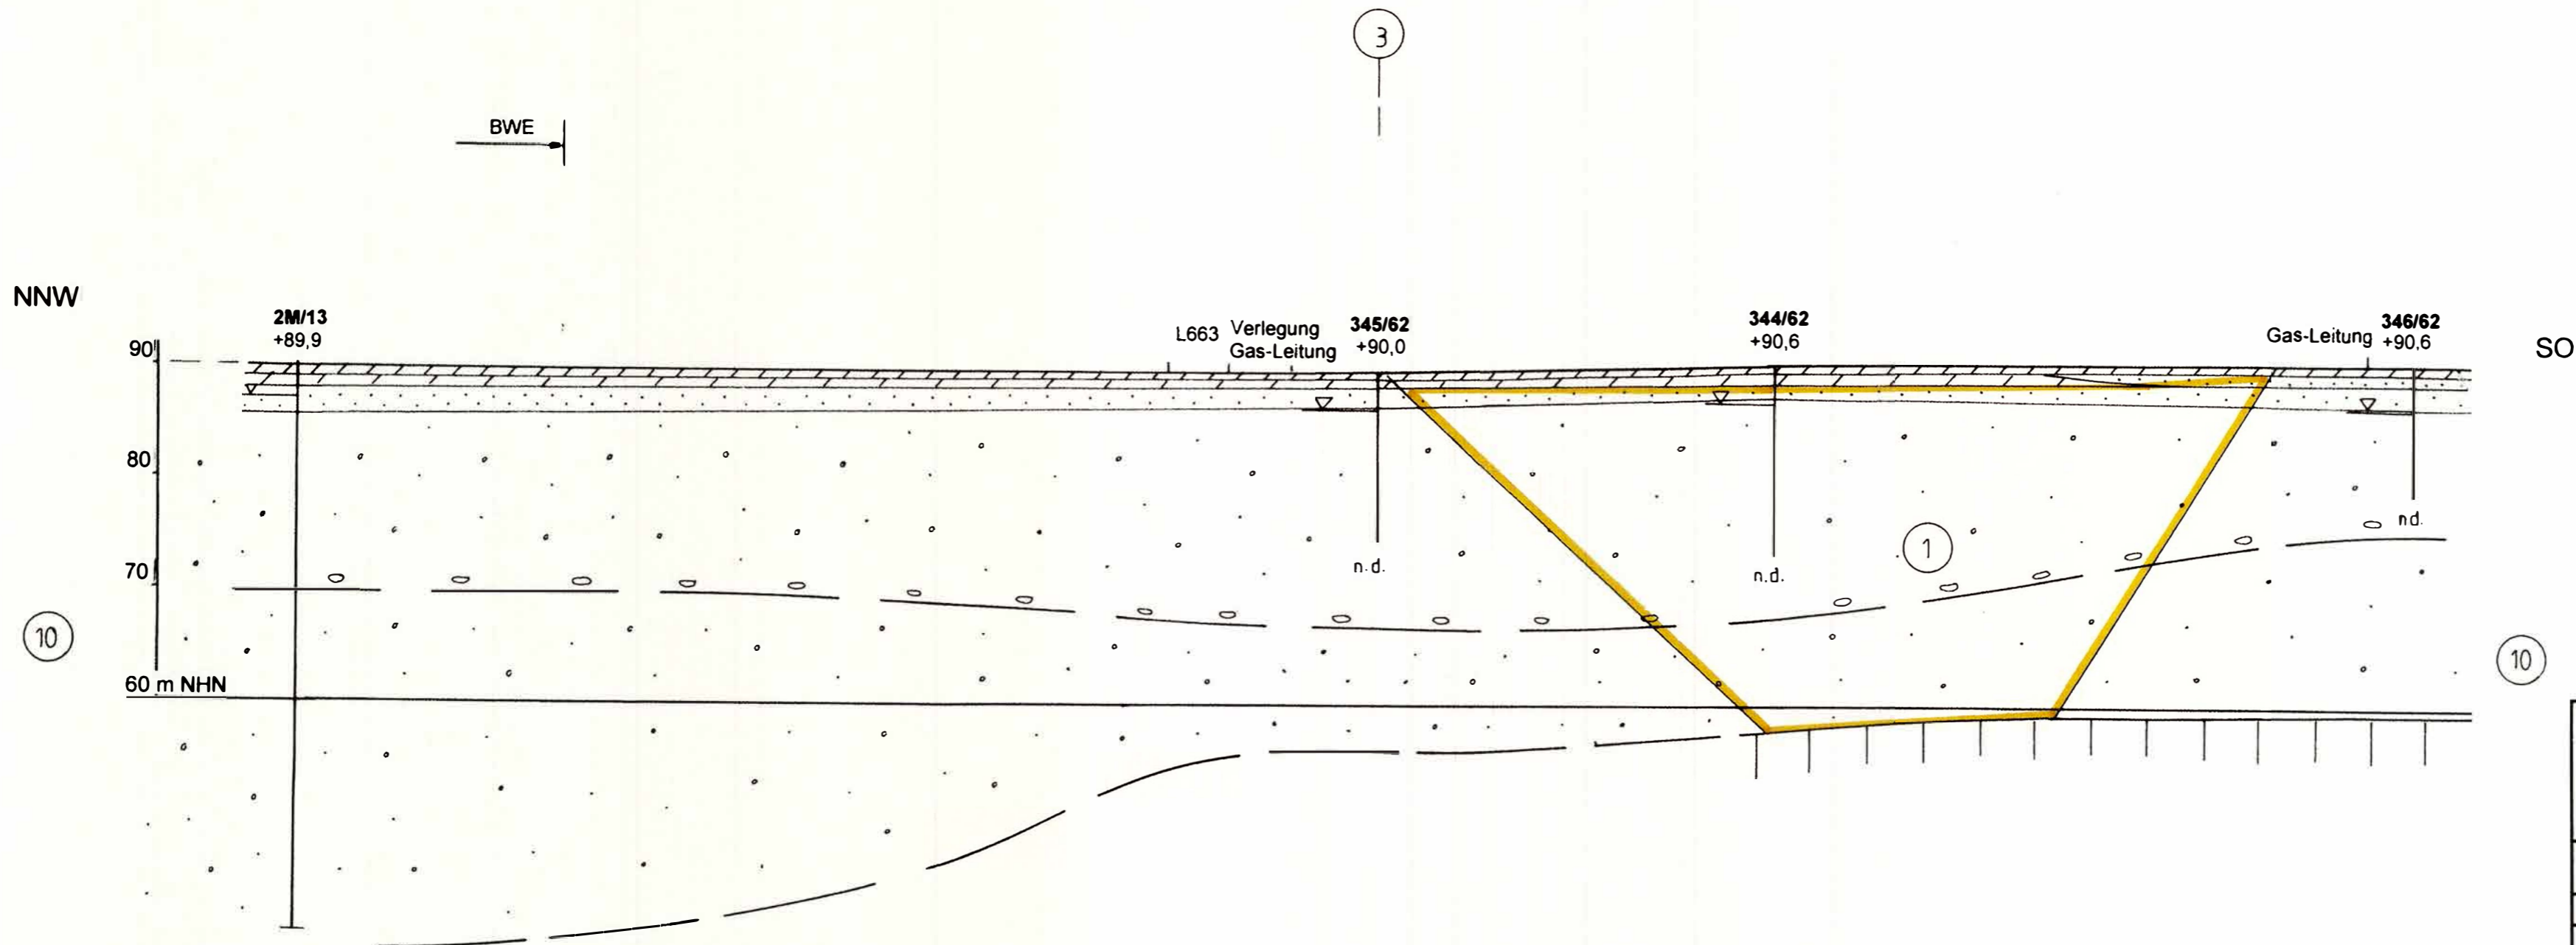 3
BWE
NNW
2M/13
+89,9
L663
Verlegung
Gas-Leitung
345/62
+90,0
344/62
+90,6
Gas-Leitung
346/62
+90,6
SO
90
80
70
60 m NHN
n.d.
n.d.
nd.
1
10
10